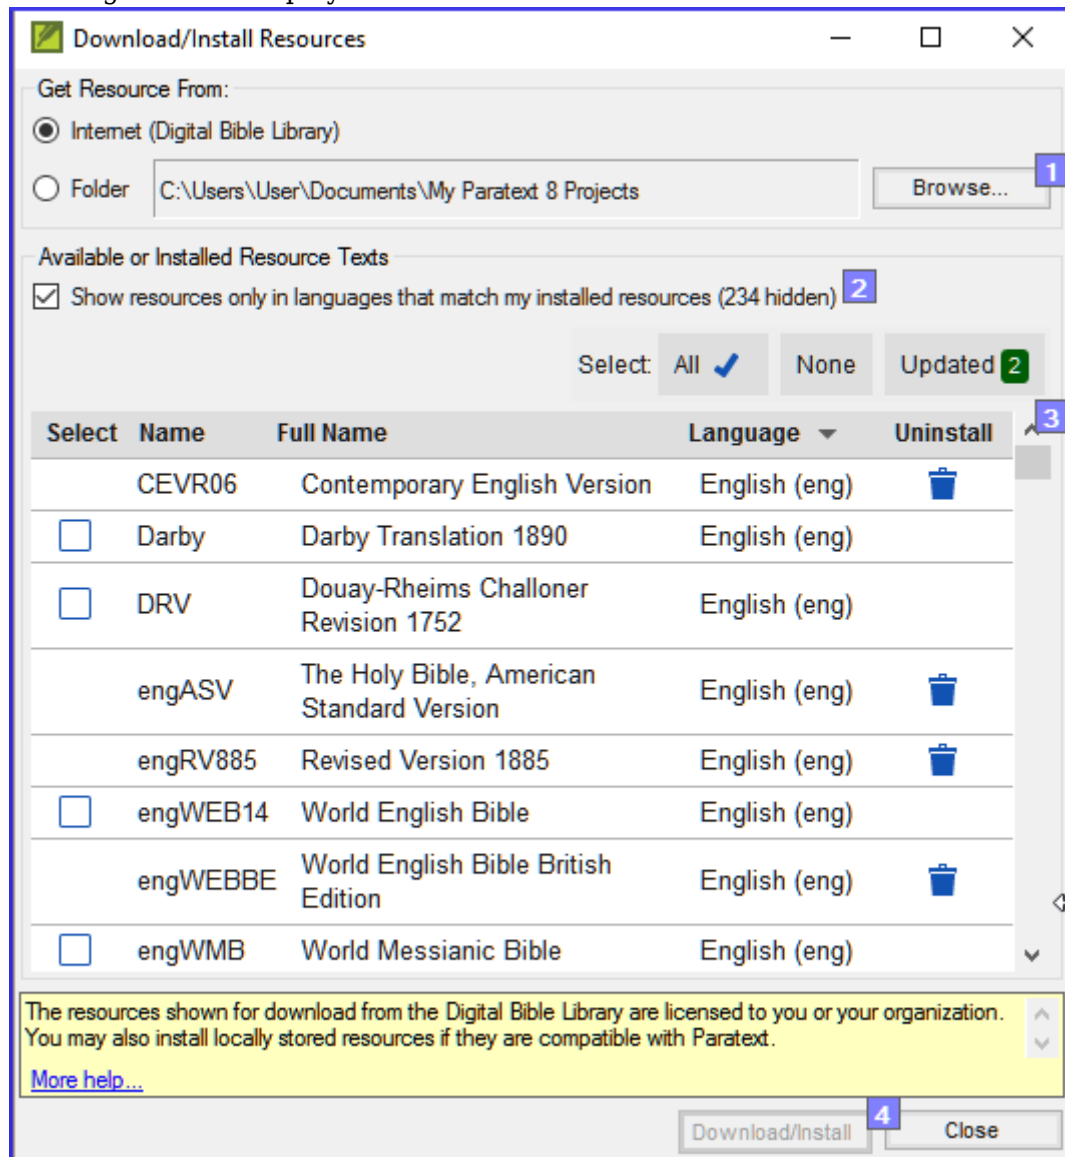 Download/Install Resources
Get Resource From:
Internet (Digital Bible Library)
Folder C:\Users\User\Documents\My Paratext 8 Projects Browse... 1
Available or Installed Resource Texts
Show resources only in languages that match my installed resources (234 hidden) 2
Select: All None Updated 2
3
Select Name Full Name Language Uninstall
CEVR06 Contemporary English Version English (eng)
Darby Darby Translation 1890 English (eng)
DRV Douay-Rheims Challoner Revision 1752 English (eng)
engASV The Holy Bible, American Standard Version English (eng)
engRV885 Revised Version 1885 English (eng)
engWEB14 World English Bible English (eng)
engWEBBE World English Bible British Edition English (eng)
engWMB World Messianic Bible English (eng)
The resources shown for download from the Digital Bible Library are licensed to you or your organization.
You may also install locally stored resources if they are compatible with Paratext.
More help...
Download/Install 4 Close